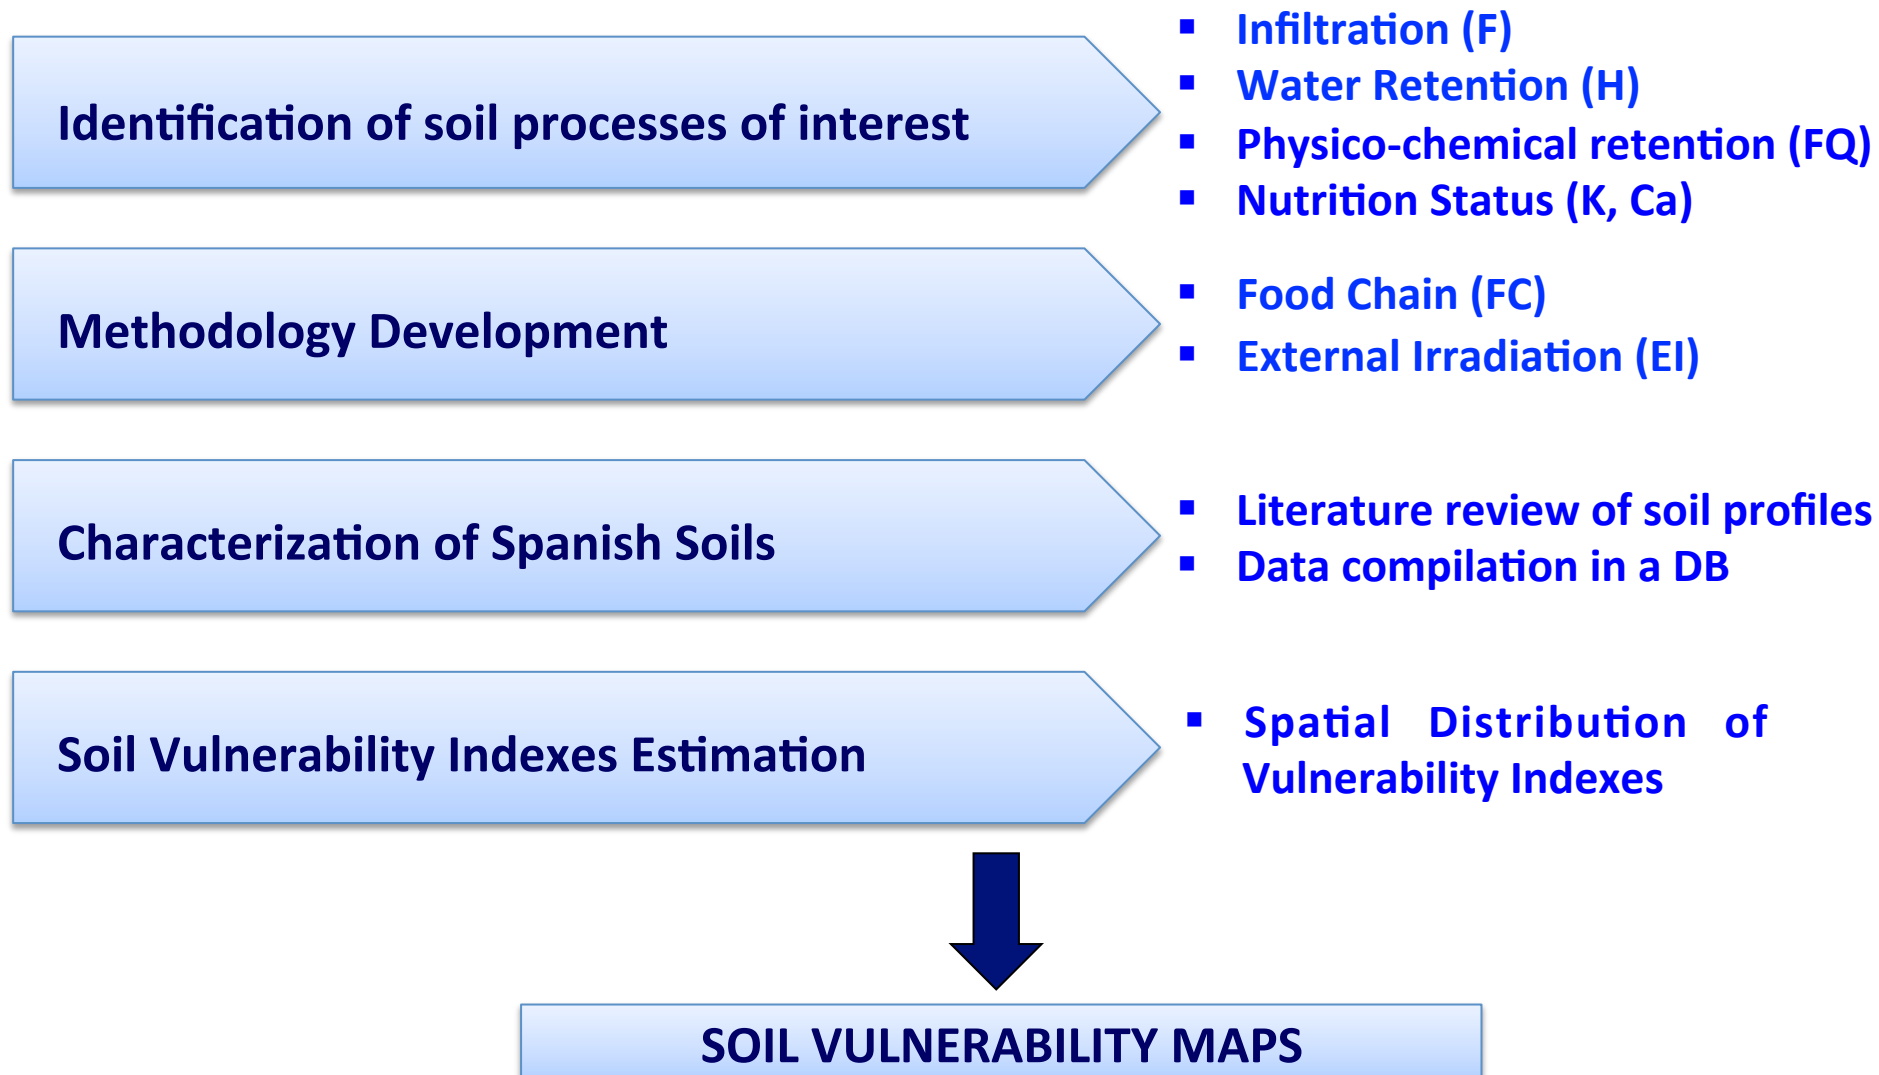 Identification of soil processes of interest
▪ Infiltration (F)
▪ Water Retention (H)
▪ Physico-chemical retention (FQ)
▪ Nutrition Status (K, Ca)
Methodology Development
▪ Food Chain (FC)
▪ External Irradiation (EI)
Characterization of Spanish Soils
▪ Literature review of soil profiles
▪ Data compilation in a DB
Soil Vulnerability Indexes Estimation
▪ Spatial Distribution of
Vulnerability Indexes
SOIL VULNERABILITY MAPS